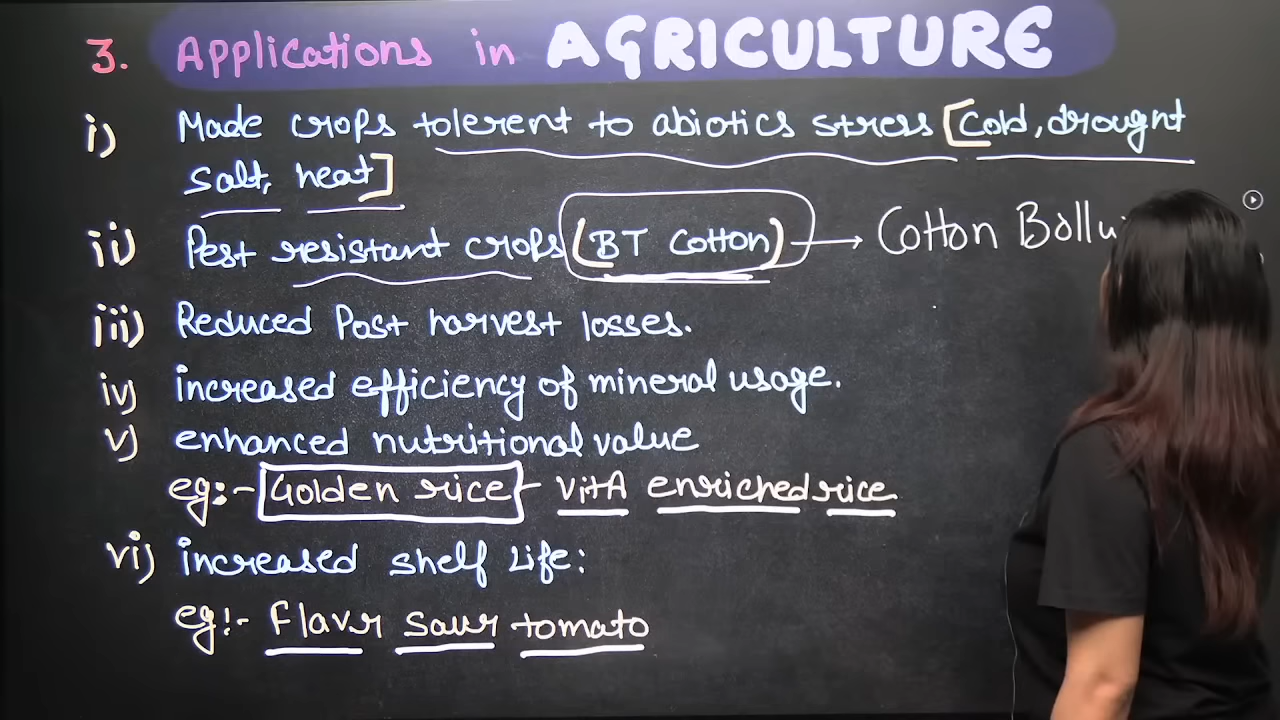 3. Applications in AGRICULTURE
i) Made crops tolerent to abiotics stress [Cold, drought
salt, heat]
ii) Pest resistant crops (BT Cotton) → Cotton
iii) Reduced Post harvest losses.
iv) increased efficiency of mineral usage.
v) enhanced nutritional value
eg:- Golden rice - Vit A enriched rice
vi) increased shelf life:
eg:- Flavr Savr tomato